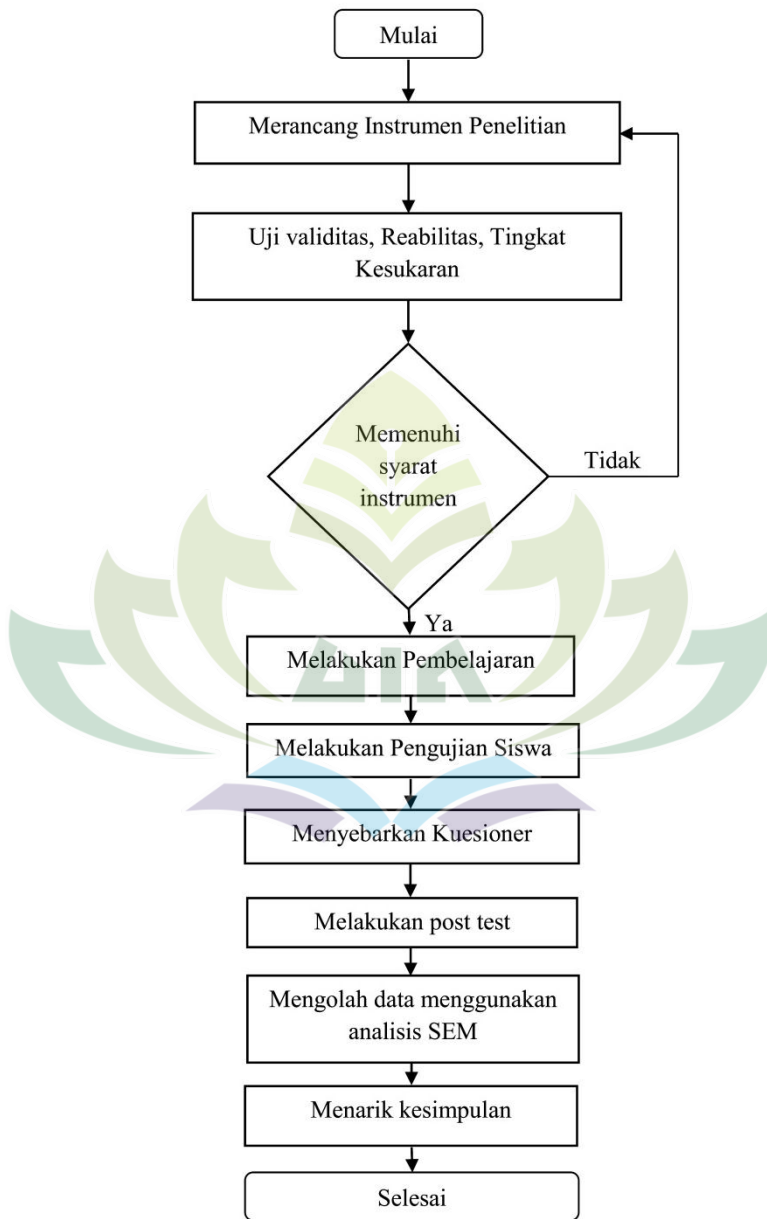 Mulai
Merancang Instrumen Penelitian
Uji validitas, Reabilitas, Tingkat
Kesukaran
Memenuhi
syarat
instrumen
Tidak
Ya
Melakukan Pembelajaran
Melakukan Pengujian Siswa
Menyebarkan Kuesioner
Melakukan post test
Mengolah data menggunakan
analisis SEM
Menarik kesimpulan
Selesai